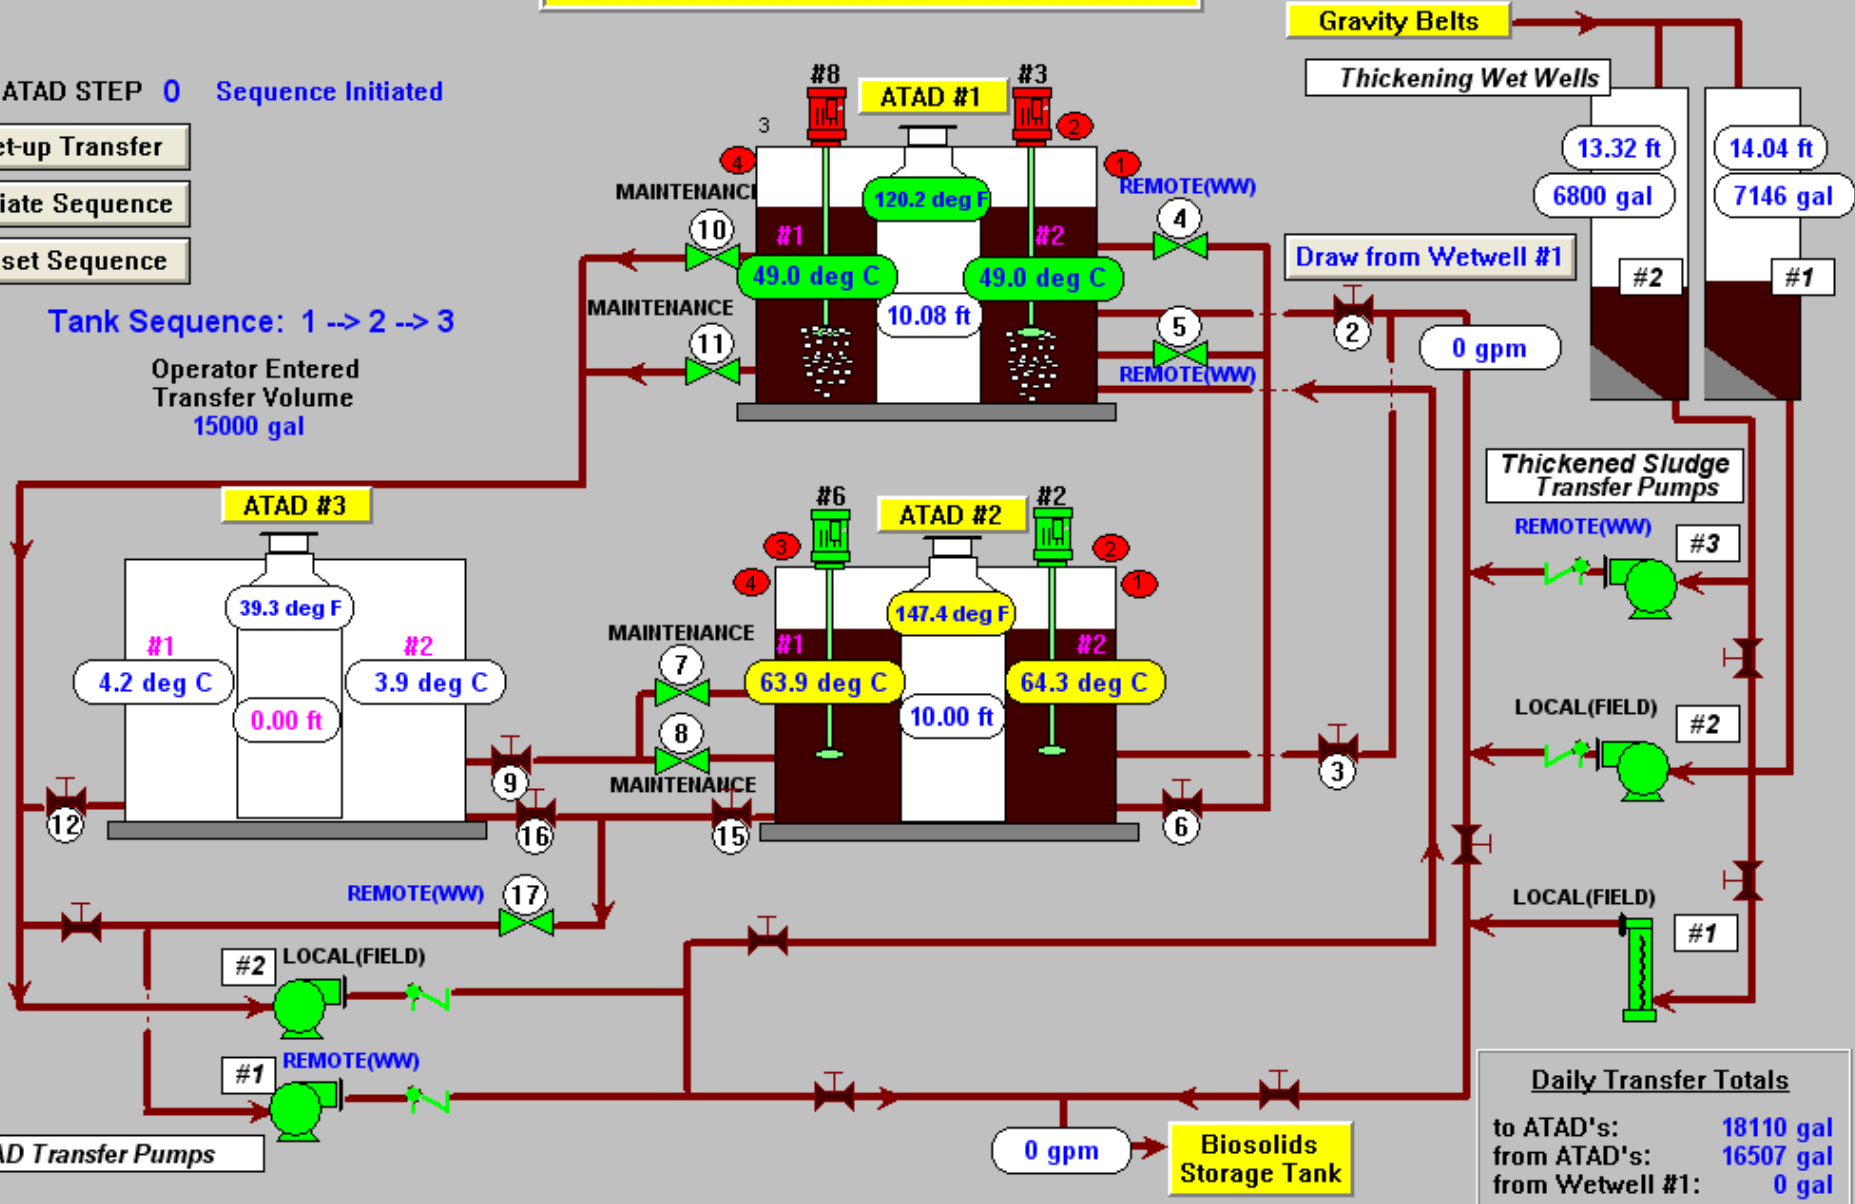 Gravity Belts
Thickening Wet Wells
ATAD STEP 0 Sequence Initiated
et-up Transfer
iate Sequence
set Sequence
Tank Sequence: 1 --> 2 --> 3
Operator Entered
Transfer Volume
15000 gal
#8
ATAD #1
#3
3
2
4
1
MAINTENANC
REMOTE(WW)
120.2 deg F
10
4
#1
#2
49.0 deg C
49.0 deg C
10.08 ft
MAINTENANCE
11
5
REMOTE(WW)
13.32 ft
14.04 ft
6800 gal
7146 gal
Draw from Wetwell #1
#2
#1
2
0 gpm
Thickened Sludge
Transfer Pumps
REMOTE(WW)
#3
LOCAL(FIELD)
#2
LOCAL(FIELD)
#1
ATAD #3
39.3 deg F
#1
#2
4.2 deg C
3.9 deg C
0.00 ft
12
9
16
15
#6
ATAD #2
#2
3
2
4
1
147.4 deg F
MAINTENANCE
7
#1
#2
63.9 deg C
64.3 deg C
10.00 ft
8
MAINTENANCE
3
6
REMOTE(WW)
17
#2
LOCAL(FIELD)
#1
REMOTE(WW)
AD Transfer Pumps
0 gpm
Biosolids
Storage Tank
Daily Transfer Totals
to ATAD's: 18110 gal
from ATAD's: 16507 gal
from Wetwell #1: 0 gal